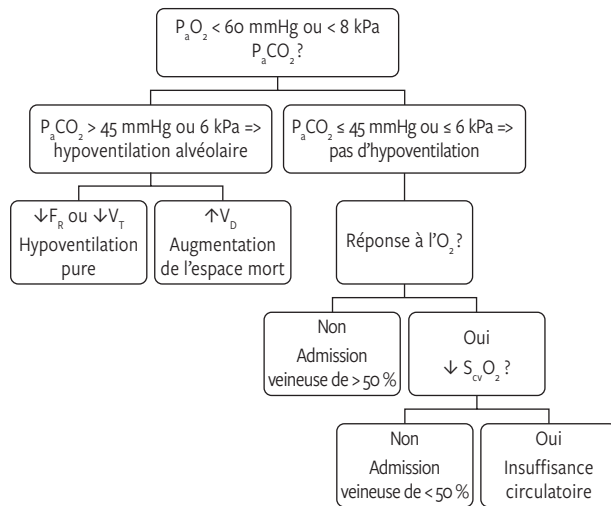 PaO2 < 60 mmHg ou < 8 kPa
PaCO2 ?
PaCO2 > 45 mmHg ou 6 kPa =>
hypoventilation alvéolaire
PaCO2 ≤ 45 mmHg ou ≤ 6 kPa =>
pas d'hypoventilation
↓FR ou ↓VT
Hypoventilation
pure
↑VD
Augmentation
de l'espace mort
Réponse à l'O2 ?
Non
Admission
veineuse de > 50 %
Oui
↓ ScvO2 ?
Non
Admission
veineuse de < 50 %
Oui
Insuffisance
circulatoire